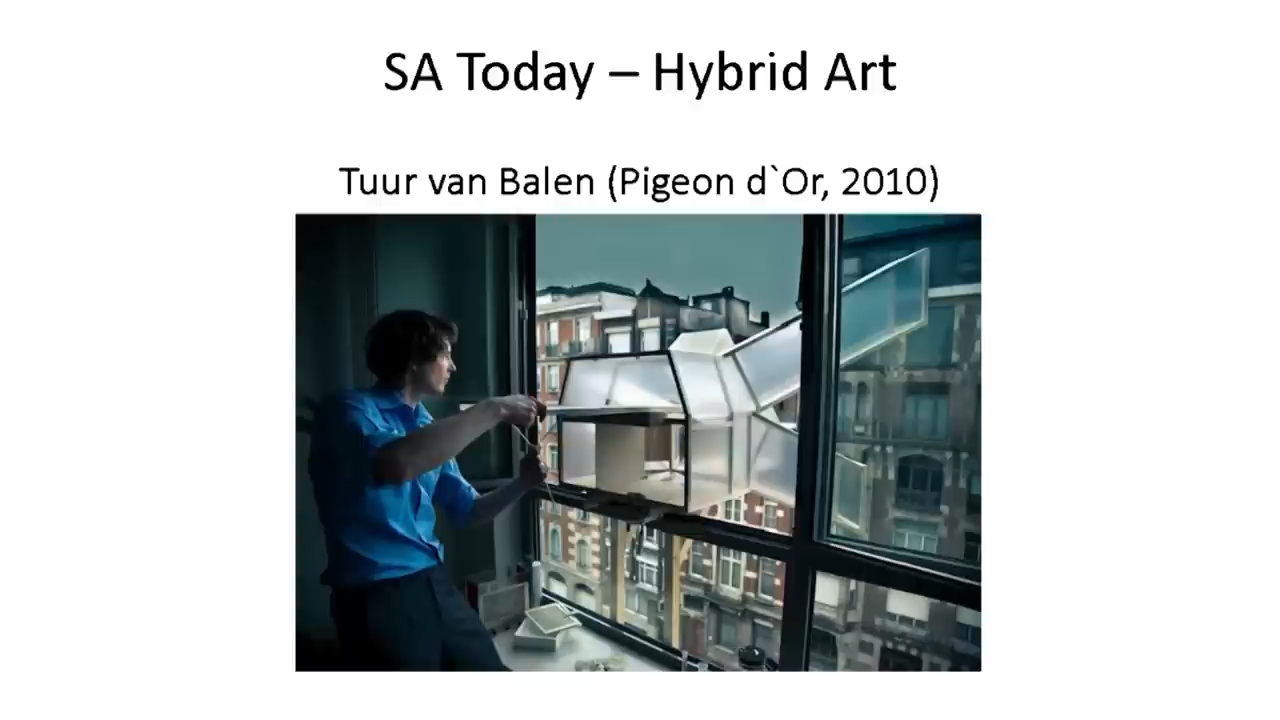 SA Today – Hybrid Art
Tuur van Balen (Pigeon d`Or, 2010)